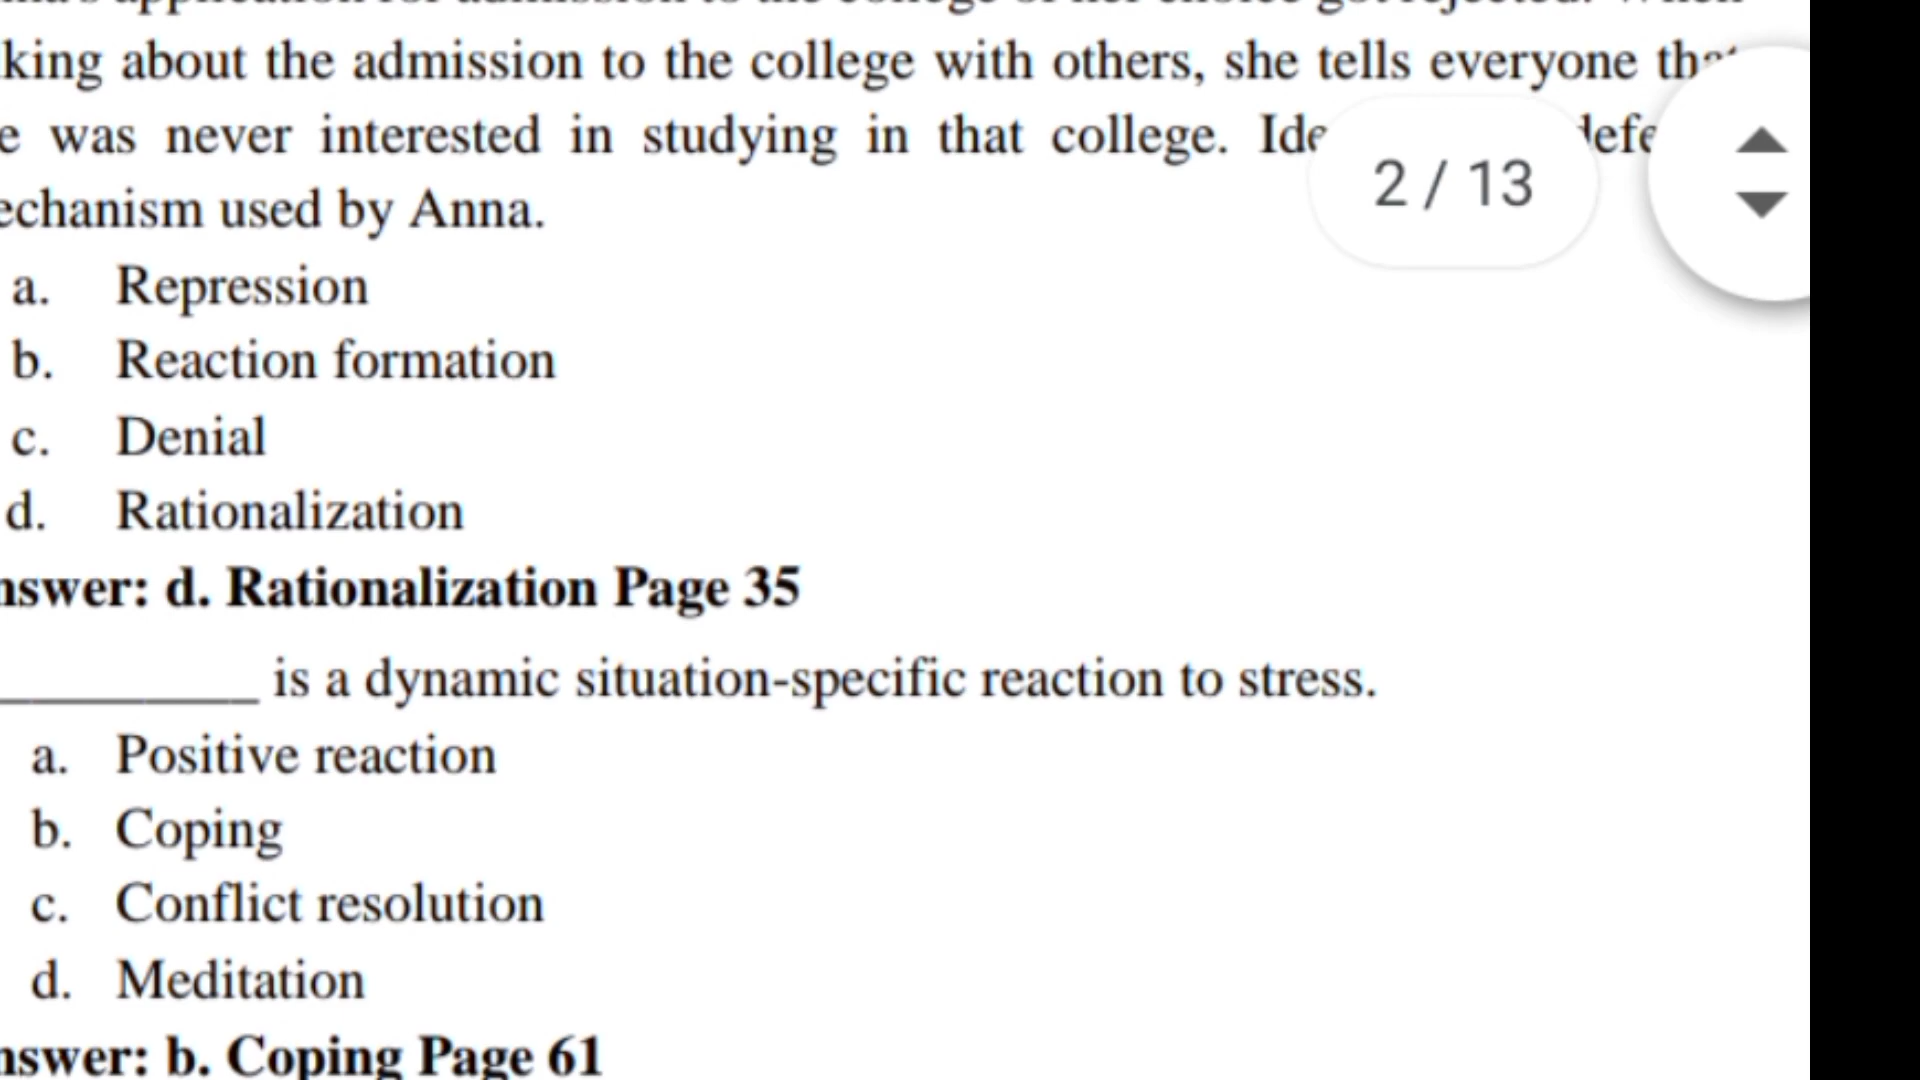 king about the admission to the college with others, she tells everyone
e was never interested in studying in that college.
2 / 13
echanism used by Anna.
a. Repression
b. Reaction formation
c. Denial
d. Rationalization
nswer: d. Rationalization Page 35
__________ is a dynamic situation-specific reaction to stress.
a. Positive reaction
b. Coping
c. Conflict resolution
d. Meditation
nswer: b. Coping Page 61